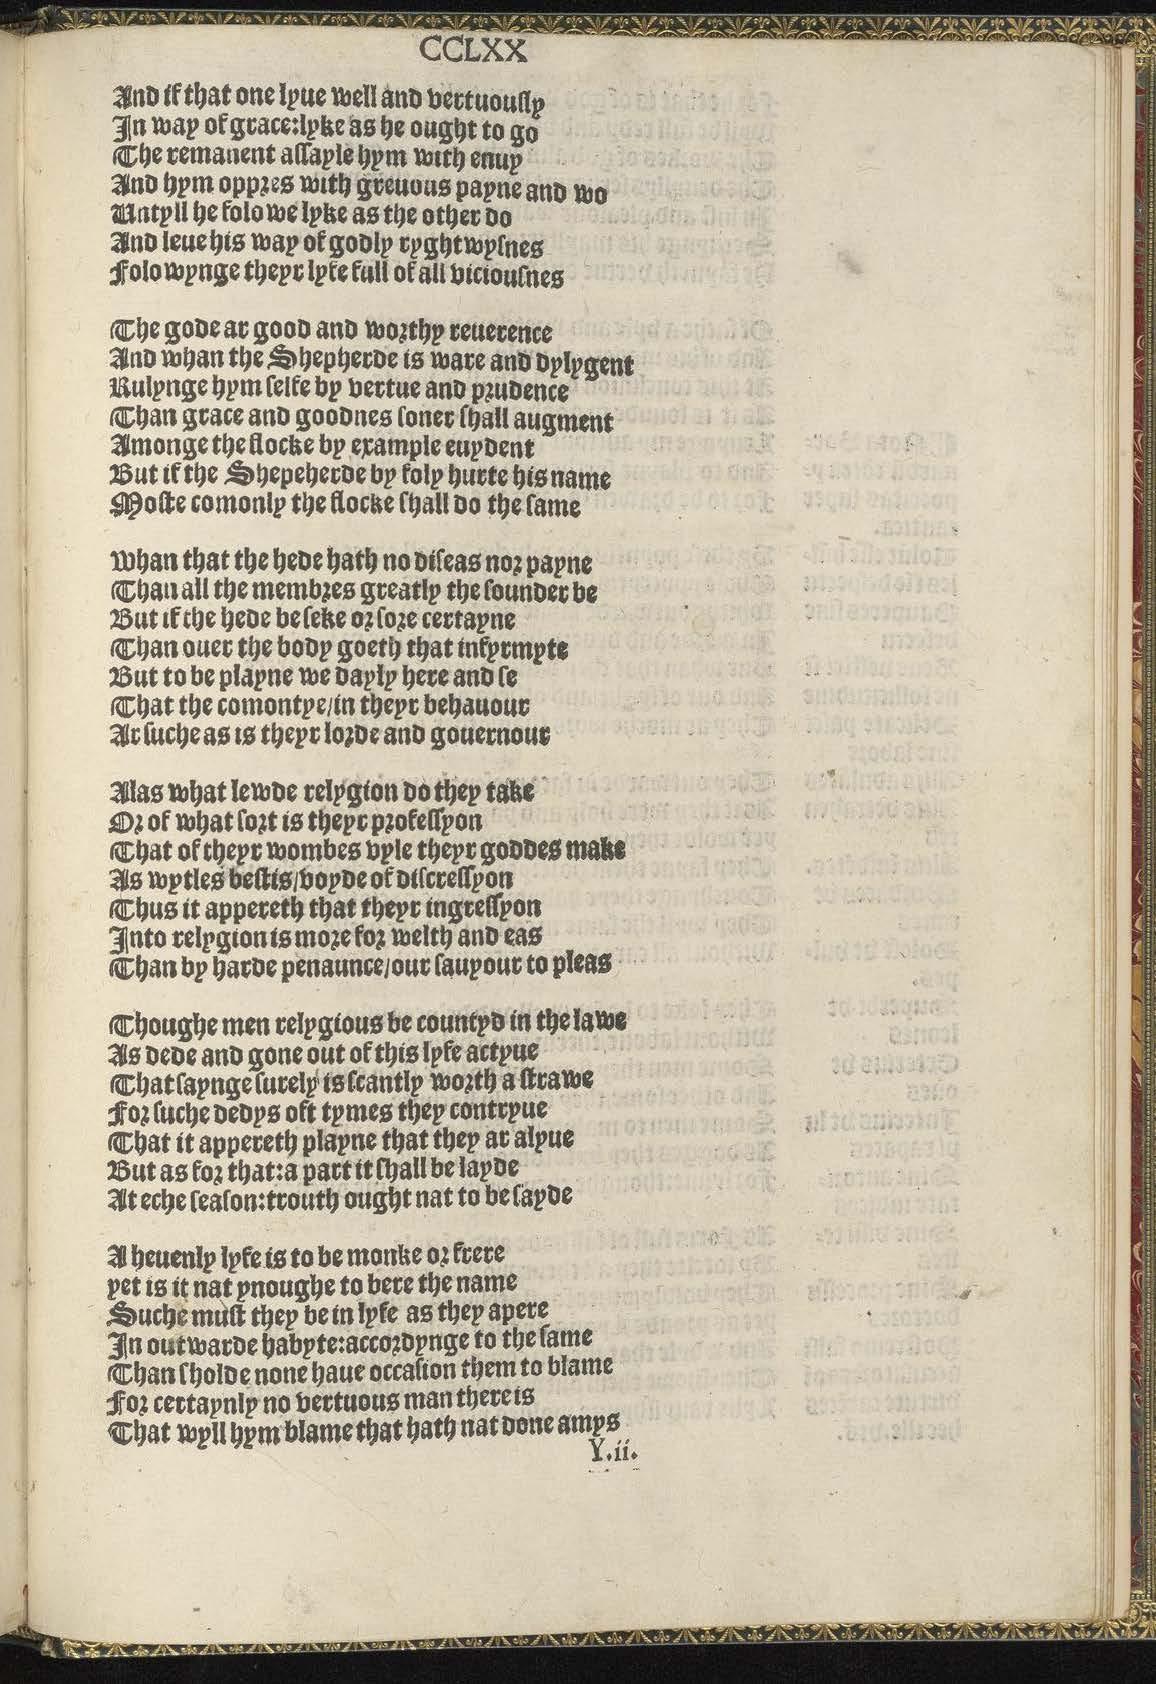 CCLXX
And if that one lyue well and vertuously
In way of grace:lyke as he ought to go
The remanent assayle hym with enuy
And hym oppres with greuous payne and wo
Untyll he folowe lyke as the other do
And leue his way of godly ryghtwysnes
Folowynge theyr lyfe full of all viciousnes
The gode ar good and worthy reuerence
And whan the Shepherde is ware and dylygent
Rulynge hym selfe by vertue and prudence
Than grace and goodnes soner shall augment
Amonge the flocke by example euydent
But if the Shepeherde by foly hurte his name
Moste comonly the flocke shall do the same
Whan that the hede hath no diseas nor payne
Than all the membres greatly the sounder be
But if the hede be seke or sore certayne
Than ouer the body goeth that infyrmyte
But to be playne we dayly here and se
That the comontye/in theyr behauour
Ar suche as is theyr lorde and gouernour
Alas what lewde relygion do they take
Or of what sort is theyr professyon
That of theyr wombes vyle theyr goddes make
As wytles bestis/voyde of discressyon
Thus it appereth that theyr ingressyon
Into relygion is more for welth and eas
Than by harde penaunce/our sauyour to pleas
Thoughe men relygious be countyd in the lawe
As dede and gone out of this lyfe actyue
That saynge surely is scantly worth a strawe
For suche dedys oft tymes they contryue
That it appereth playne that they ar alyue
But as for that:a part it shall be layde
At eche season:trouth ought nat to be sayde
A heuenly lyfe is to be monke or frere
yet is it nat ynoughe to bere the name
Suche must they be in lyfe as they apere
In outwarde habyte:accordynge to the same
Than sholde none haue occasion them to blame
For certaynly no vertuous man there is
That wyll hym blame that hath nat done amys
Y.ii.